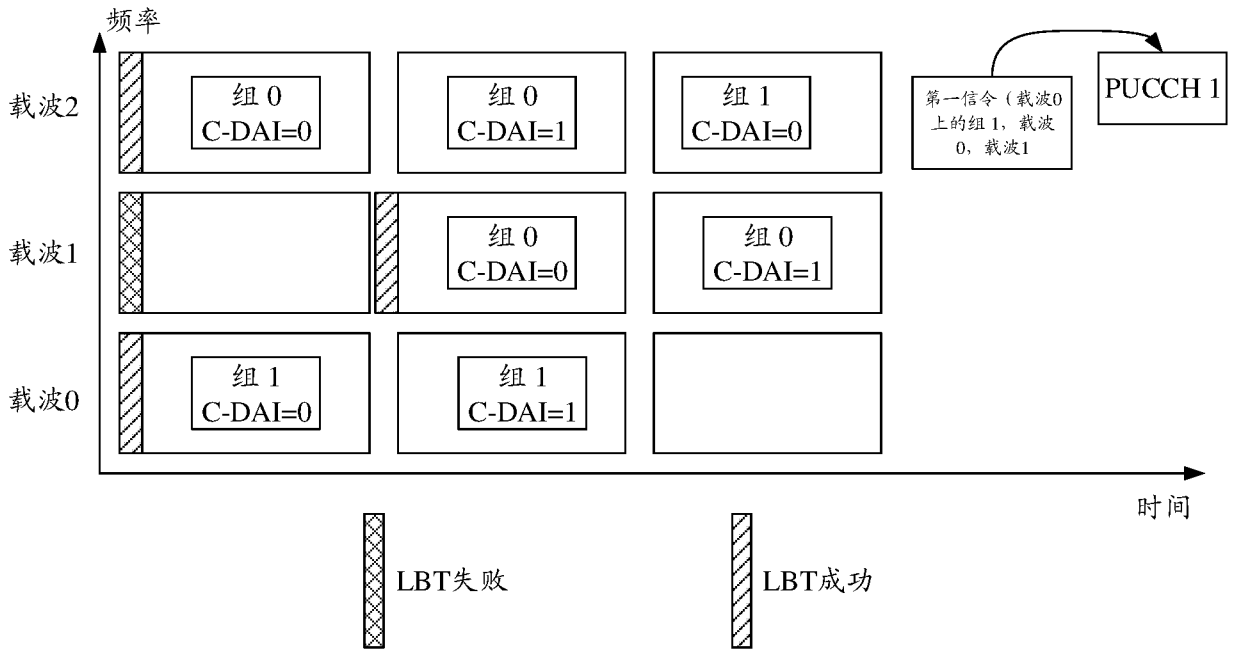 频率
载波2
组 0
C-DAI=0
组 0
C-DAI=1
组 1
C-DAI=0
第一信令（载波0
上的组 1，载波
0，载波1
PUCCH 1
载波1
组 0
C-DAI=0
组 0
C-DAI=1
载波0
组 1
C-DAI=0
组 1
C-DAI=1
时间
LBT失败
LBT成功